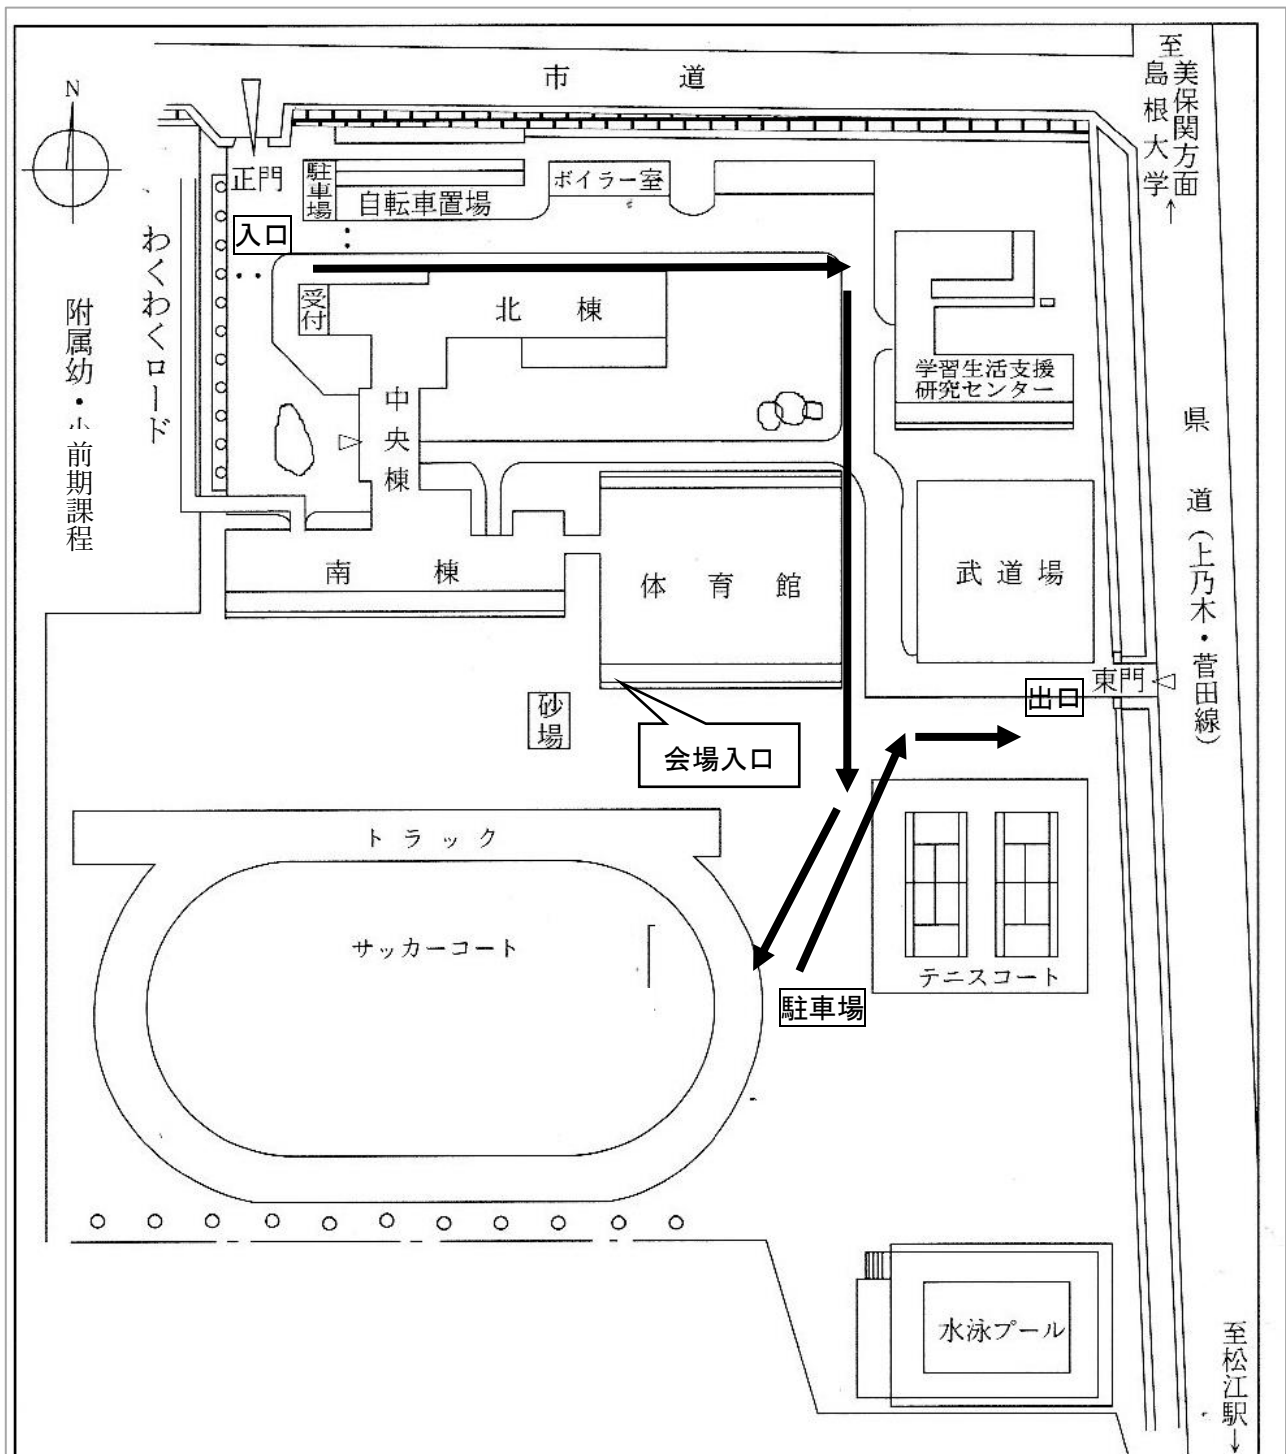 市道
至島根大学
美保関方面
↑
N
正門
駐車場
自転車置場
ボイラー室
入口
わくわくロード
附属幼・小前期課程
受付
北棟
中央棟
学習生活支援
研究センター
県道(上乃木・菅田線)
南棟
体育館
武道場
東門
出口
砂場
会場入口
トラック
サッカーコート
テニスコート
駐車場
水泳プール
至松江駅
↓